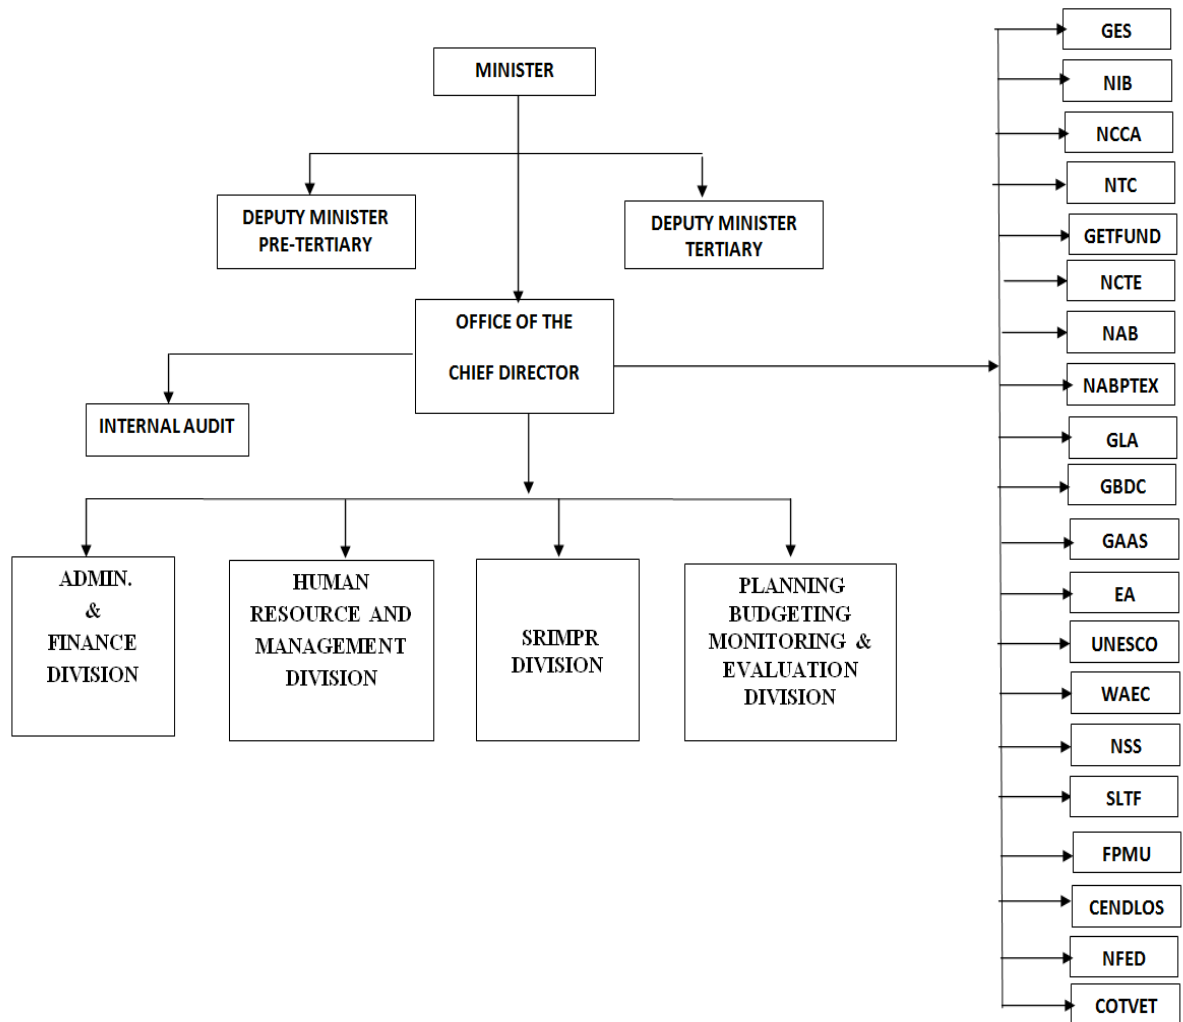 MINISTER
DEPUTY MINISTER
PRE-TERTIARY
DEPUTY MINISTER
TERTIARY
OFFICE OF THE
CHIEF DIRECTOR
INTERNAL AUDIT
ADMIN.
&
FINANCE
DIVISION
HUMAN
RESOURCE AND
MANAGEMENT
DIVISION
SRIMPR
DIVISION
PLANNING
BUDGETING
MONITORING &
EVALUATION
DIVISION
GES
NIB
NCCA
NTC
GETFUND
NCTE
NAB
NABPTEX
GLA
GBDC
GAAS
EA
UNESCO
WAEC
NSS
SLTF
FPMU
CENDLOS
NFED
COTVET